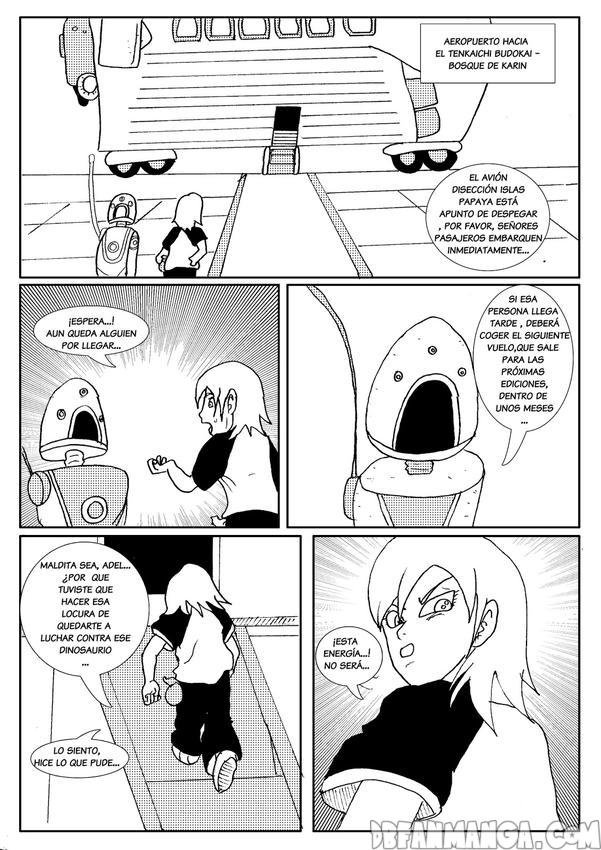 AEROPUERTO HACIA
EL TENKAICHI BUDOKAI -
BOSQUE DE KARIN
EL AVIÓN
DISECCIÓN ISLAS
PAPAYA ESTÁ
APUNTO DE DESPEGAR
, POR FAVOR, SEÑORES
PASAJEROS EMBARQUEN
INMEDIATAMENTE...
¡ESPERA...!
AUN QUEDA ALGUIEN
POR LLEGAR...
SI ESA
PERSONA LLEGA
TARDE , DEBERÁ
COGER EL SIGUIENTE
VUELO,QUE SALE
PARA LAS
PRÓXIMAS
EDICIONES,
DENTRO DE
UNOS MESES
...
MALDITA SEA, ADEL...
¿POR QUE
TUVISTE QUE
HACER ESA
LOCURA DE
QUEDARTE A
LUCHAR CONTRA ESE
DINOSAURIO
...
LO SIENTO,
HICE LO QUE PUDE...
¡ESTA
ENERGÍA...!
NO SERÁ...
DBFANMANGA.COM